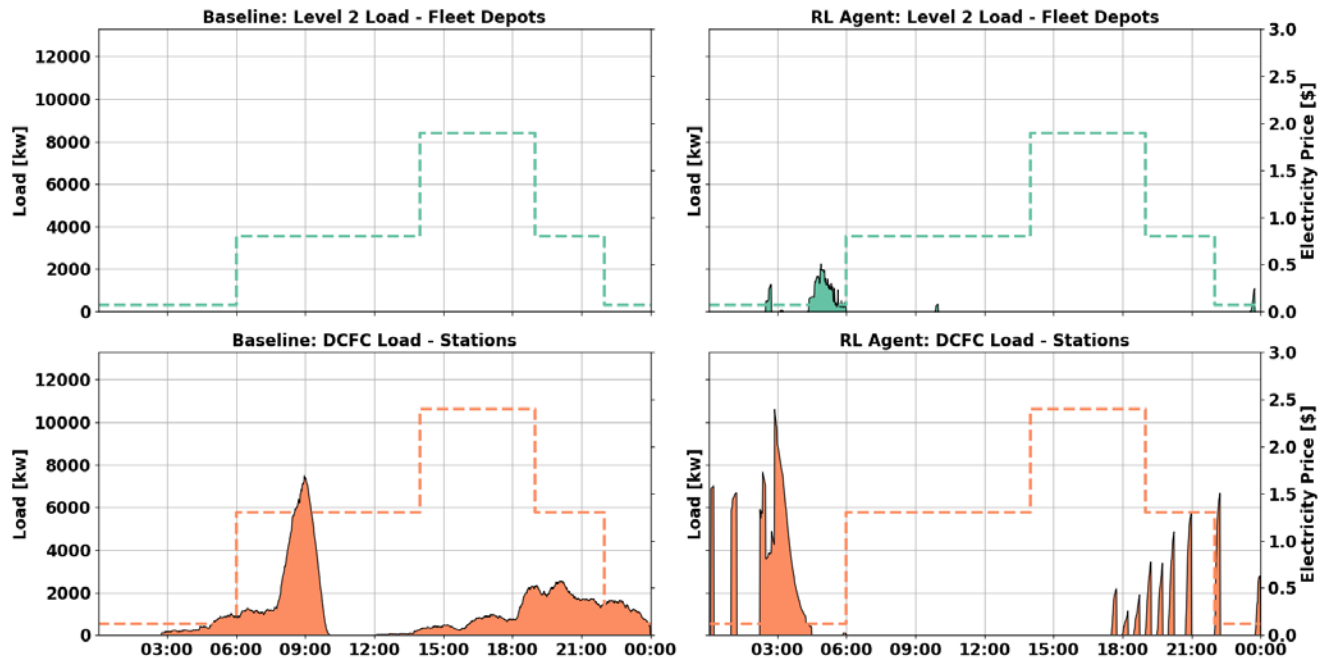 Baseline: Level 2 Load - Fleet Depots
RL Agent: Level 2 Load - Fleet Depots
12000
10000
8000
6000
4000
2000
0
Load [kw]
Load [kw]
3.0
2.5
2.0
1.5
1.0
0.5
0.0
Electricity Price [$]
Baseline: DCFC Load - Stations
RL Agent: DCFC Load - Stations
12000
10000
8000
6000
4000
2000
0
Load [kw]
Load [kw]
3.0
2.5
2.0
1.5
1.0
0.5
0.0
Electricity Price [$]
03:00 06:00 09:00 12:00 15:00 18:00 21:00 00:00
03:00 06:00 09:00 12:00 15:00 18:00 21:00 00:00